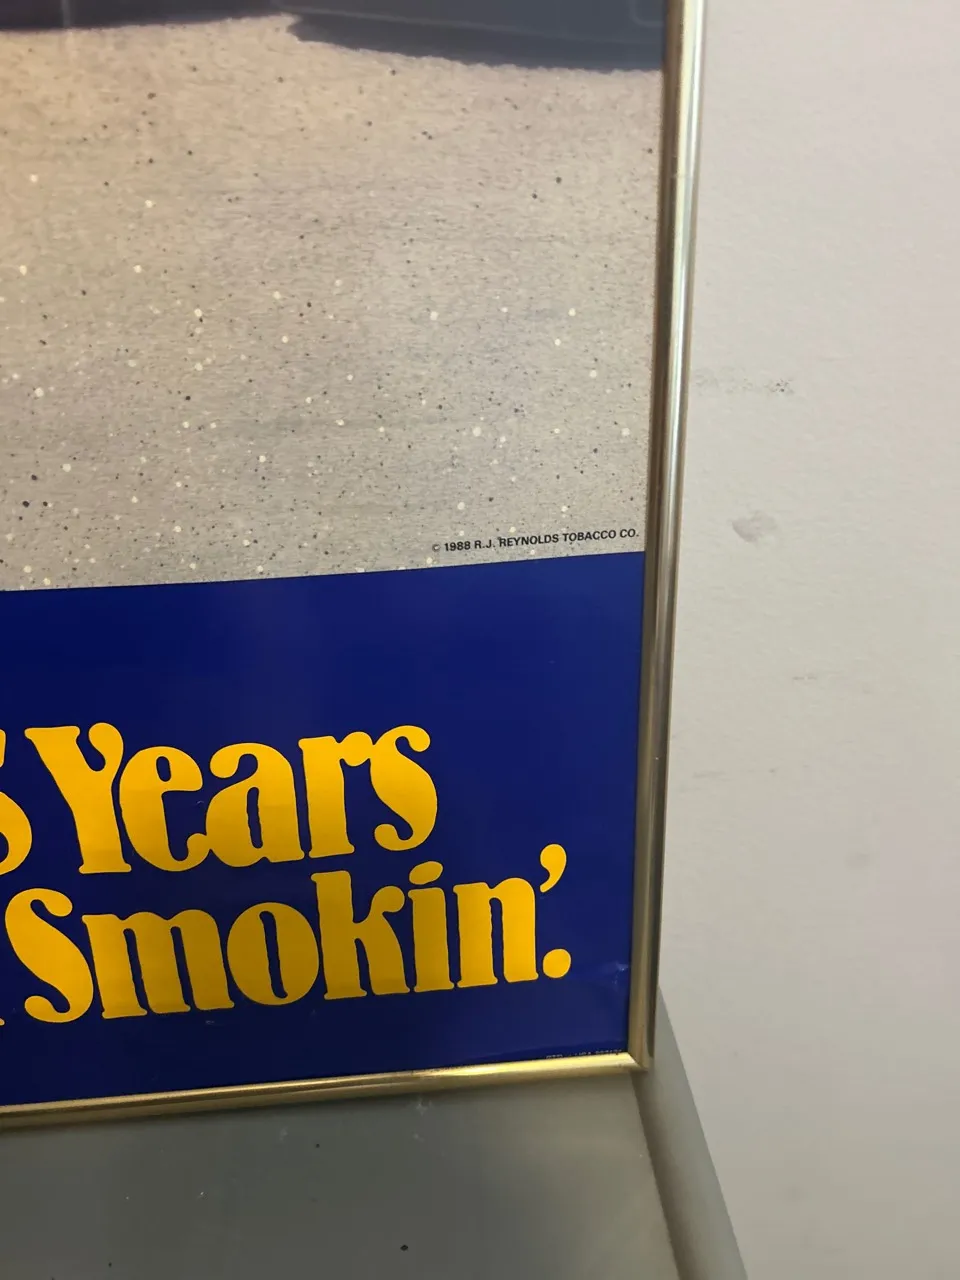 © 1988 R.J. REYNOLDS TOBACCO CO.
Years
Smokin'.